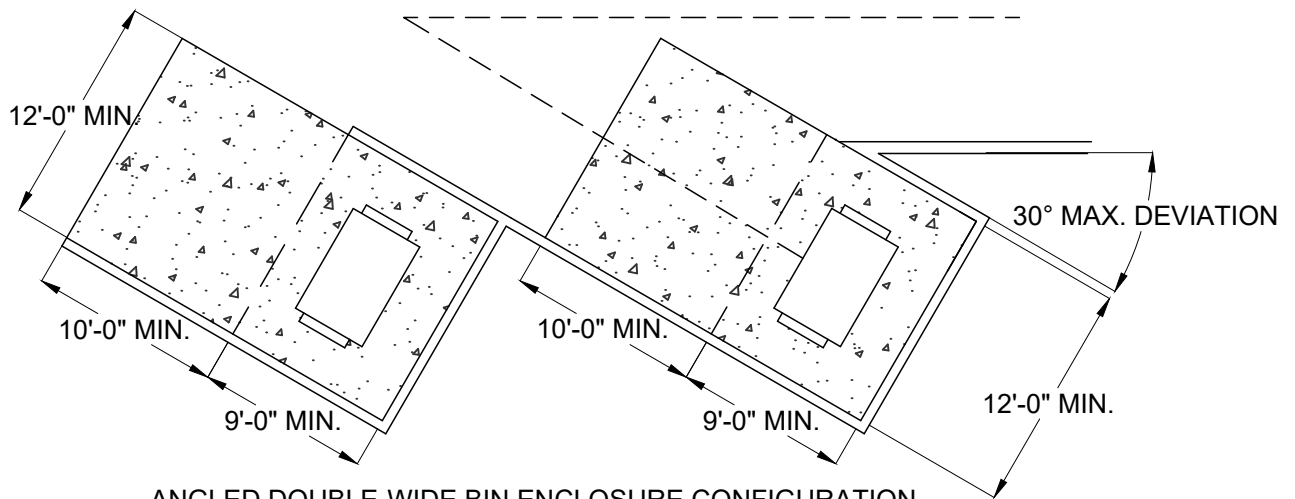 12'-0" MIN.
30° MAX. DEVIATION
10'-0" MIN.
10'-0" MIN.
9'-0" MIN.
9'-0" MIN.
12'-0" MIN.
ANGLED DOUBLE-WIDE BIN ENCLOSURE CONFIGURATION